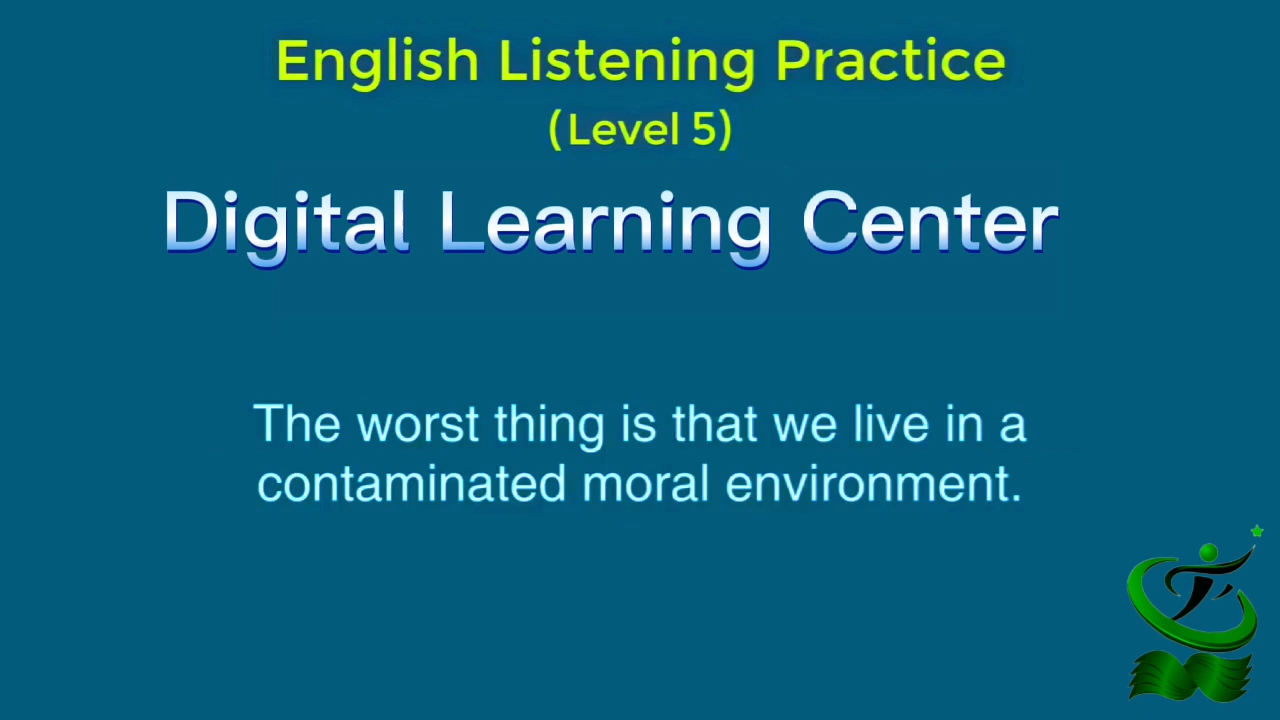 English Listening Practice
(Level 5)
Digital Learning Center
The worst thing is that we live in a
contaminated moral environment.